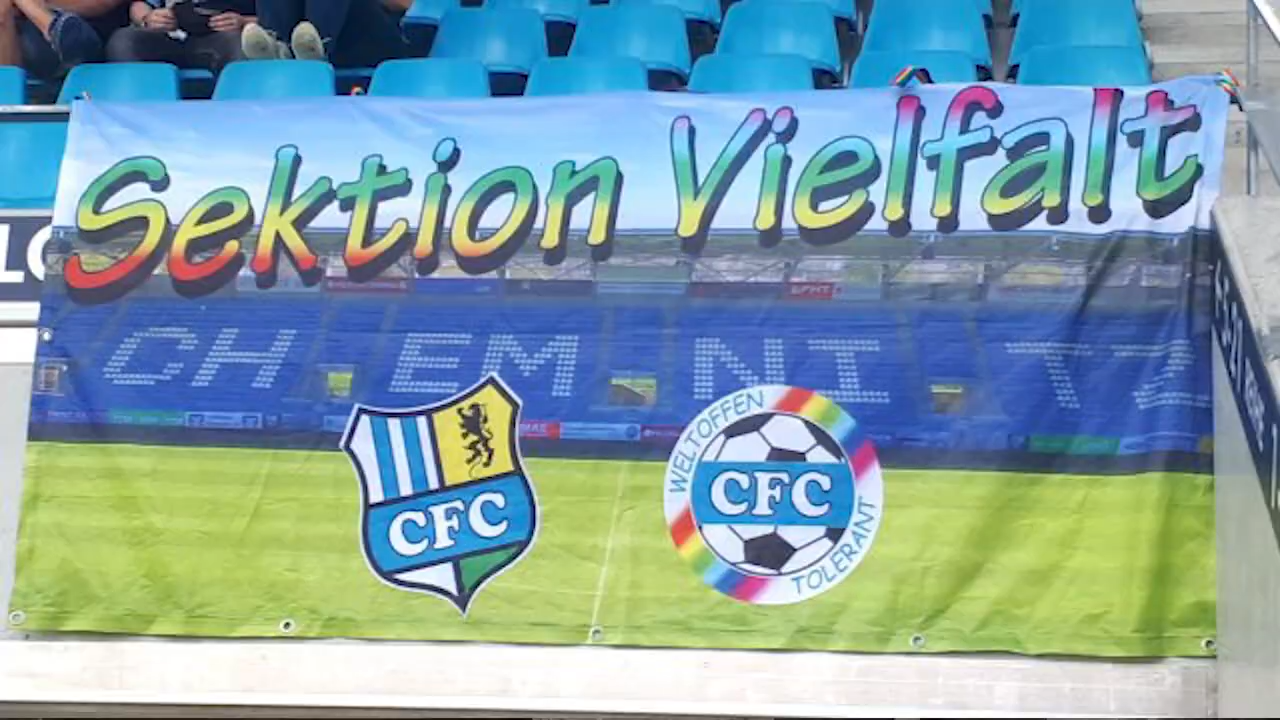 Sektion Vielfalt
CHEMNITZ
WELTOFFEN
CFC
CFC
TOLERANT